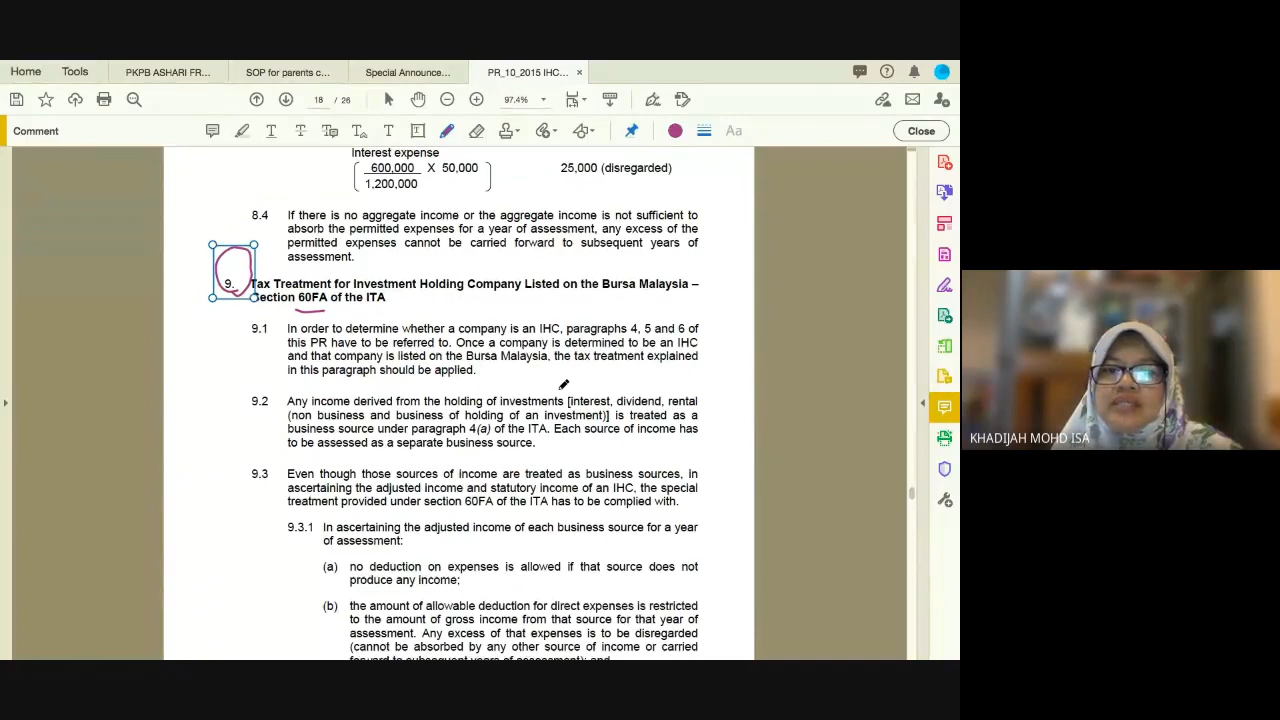 Home Tools PKPB ASHARI FR... SOP for parents c... Special Announce... PR_10_2015 IHC... ×
18 / 26 97.4%
Comment Aa Close
Interest expense
600,000 X 50,000 25,000 (disregarded)
1,200,000
8.4 If there is no aggregate income or the aggregate income is not sufficient to
absorb the permitted expenses for a year of assessment, any excess of the
permitted expenses cannot be carried forward to subsequent years of
assessment.
9. Tax Treatment for Investment Holding Company Listed on the Bursa Malaysia –
Section 60FA of the ITA
9.1 In order to determine whether a company is an IHC, paragraphs 4, 5 and 6 of
this PR have to be referred to. Once a company is determined to be an IHC
and that company is listed on the Bursa Malaysia, the tax treatment explained
in this paragraph should be applied.
9.2 Any income derived from the holding of investments [interest, dividend, rental
(non business and business of holding of an investment)] is treated as a
business source under paragraph 4(a) of the ITA. Each source of income has
to be assessed as a separate business source.
9.3 Even though those sources of income are treated as business sources, in
ascertaining the adjusted income and statutory income of an IHC, the special
treatment provided under section 60FA of the ITA has to be complied with.
9.3.1 In ascertaining the adjusted income of each business source for a year
of assessment:
(a) no deduction on expenses is allowed if that source does not
produce any income;
(b) the amount of allowable deduction for direct expenses is restricted
to the amount of gross income from that source for that year of
assessment. Any excess of that expenses is to be disregarded
(cannot be absorbed by any other source of income or carried
forward to subsequent years of assessment); and
KHADIJAH MOHD ISA